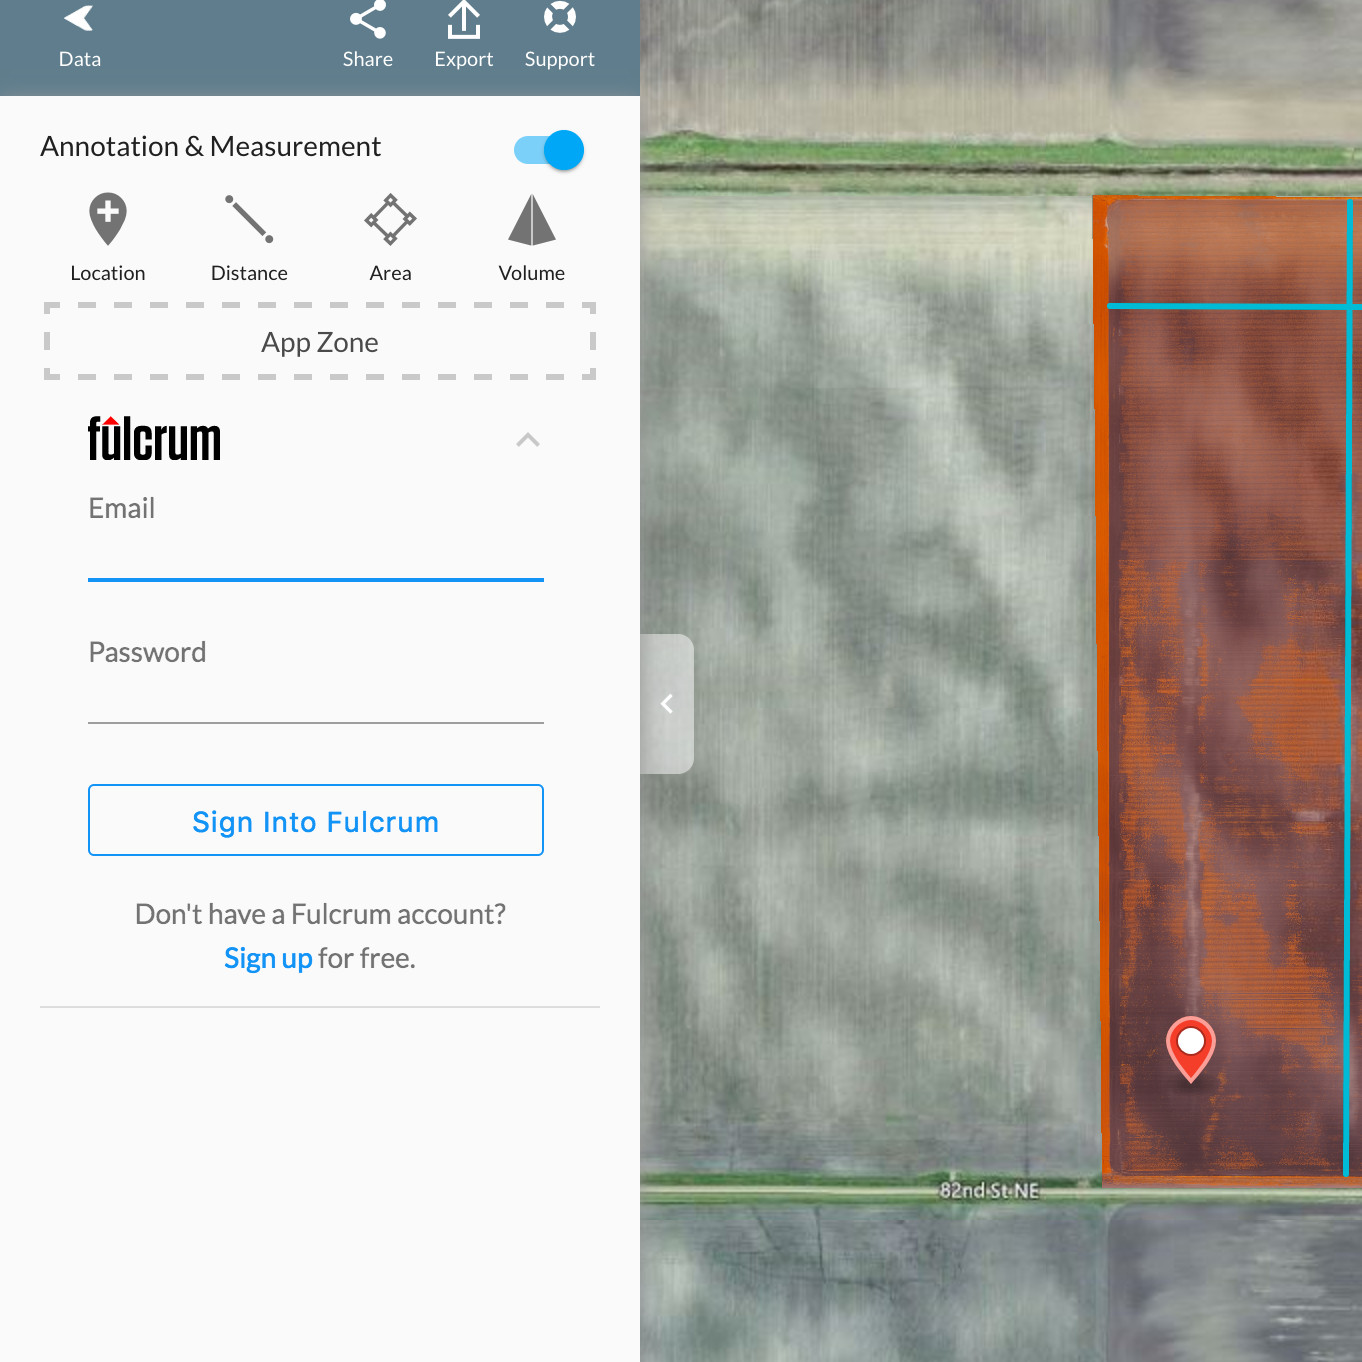 Data
Share
Export
Support
Annotation & Measurement
Location
Distance
Area
Volume
App Zone
fulcrum
Email
Password
Sign Into Fulcrum
Don't have a Fulcrum account?
Sign up for free.
82nd St NE